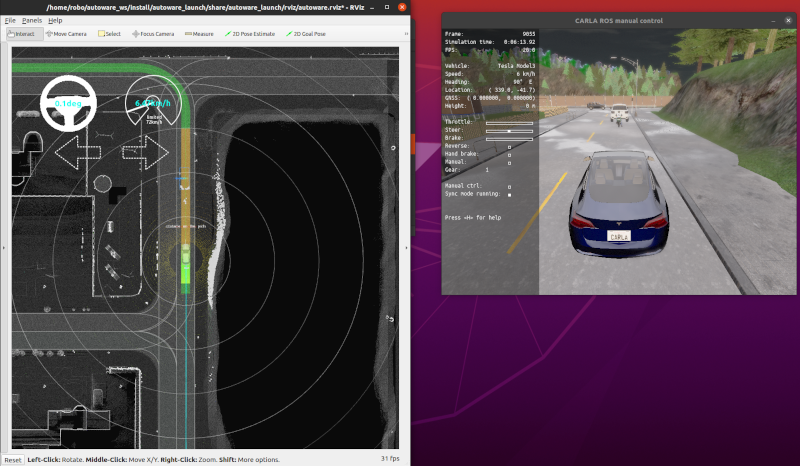 /home/robo/autoware_ws/install/autoware_launch/share/autoware_launch/rviz/autoware.rviz* - RViz
File Panels Help
Interact Move Camera Select Focus Camera Measure 2D Pose Estimate 2D Goal Pose
0.1deg
km/h
limited
72km/h
Reset Left-Click: Rotate. Middle-Click: Move X/Y. Right-Click: Zoom. Shift: More options. 31 fps
CARLA ROS manual control
Frame: 9055
Simulation time: 0:06:13.92
FPS: 20.0
Vehicle: Tesla Model3
Speed: 6 km/h
Heading: 90° E
Location: ( 339.0, -41.7)
GNSS: ( 0.000000, 0.000000)
Height: 0 m
Throttle:
Steer:
Brake:
Reverse:
Hand brake:
Manual:
Gear: 1
Manual ctrl:
Sync mode running:
Press <H> for help
CARLA